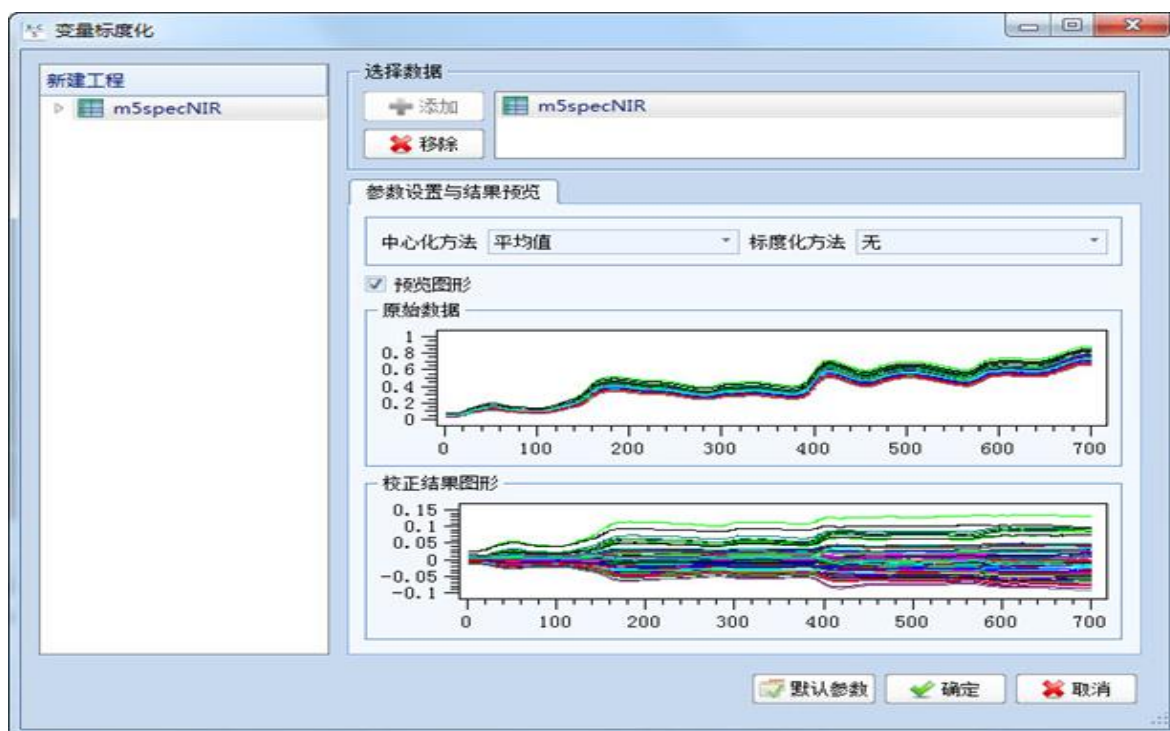 变量标度化
新建工程
m5specNIR
选择数据
添加
m5specNIR
移除
参数设置与结果预览
中心化方法 平均值 标度化方法 无
预览图形
原始数据
1
0.8
0.6
0.4
0.2
0
0 100 200 300 400 500 600 700
校正结果图形
0.15
0.1
0.05
0
-0.05
-0.1
0 100 200 300 400 500 600 700
默认参数 确定 取消